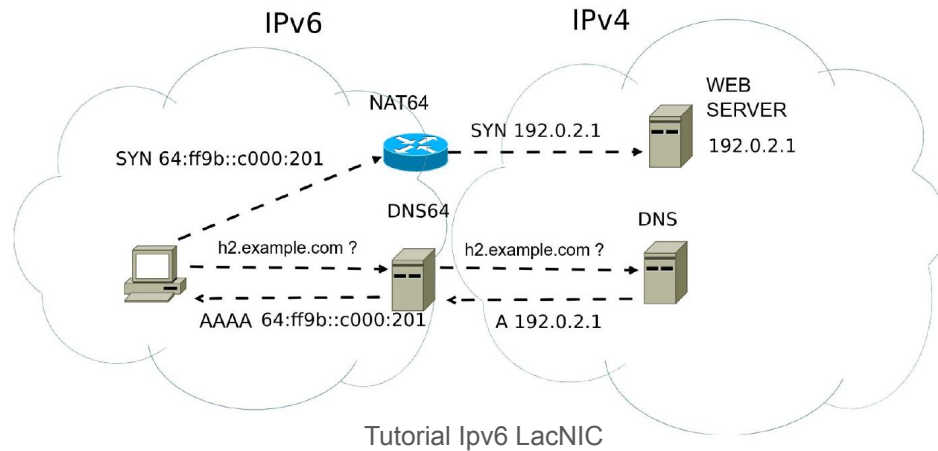 IPv6
IPv4
NAT64
WEB
SERVER
192.0.2.1
SYN 192.0.2.1
SYN 64:ff9b::c000:201
DNS64
DNS
h2.example.com ?
h2.example.com ?
AAAA 64:ff9b::c000:201
A 192.0.2.1
Tutorial Ipv6 LacNIC